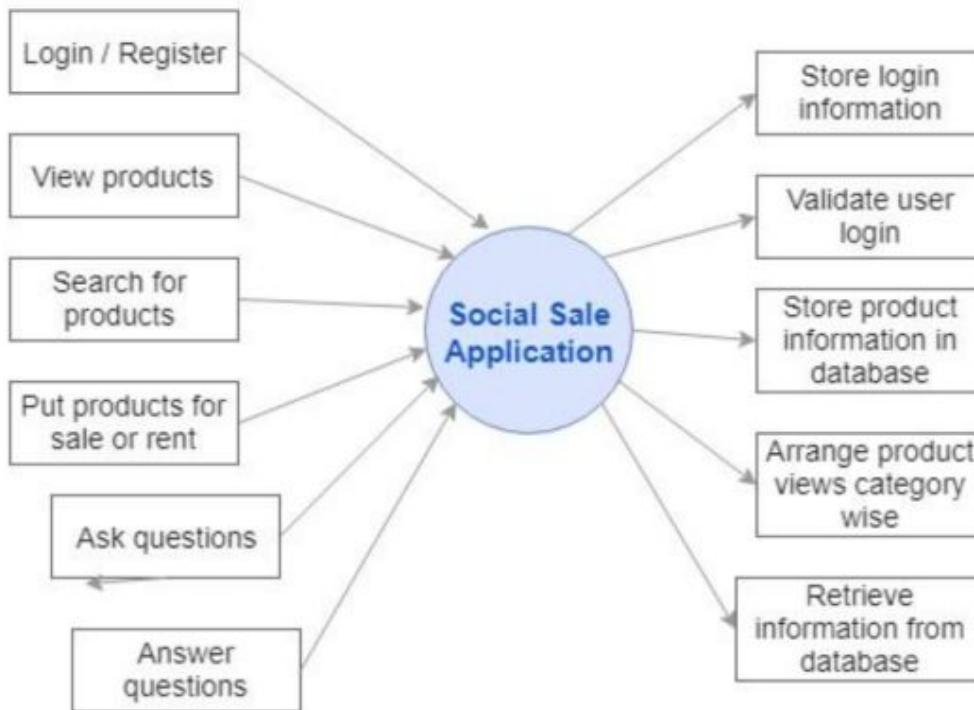 Login / Register
View products
Search for
products
Put products for
sale or rent
Ask questions
Answer
questions
Social Sale
Application
Store login
information
Validate user
login
Store product
information in
database
Arrange product
views category
wise
Retrieve
information from
database